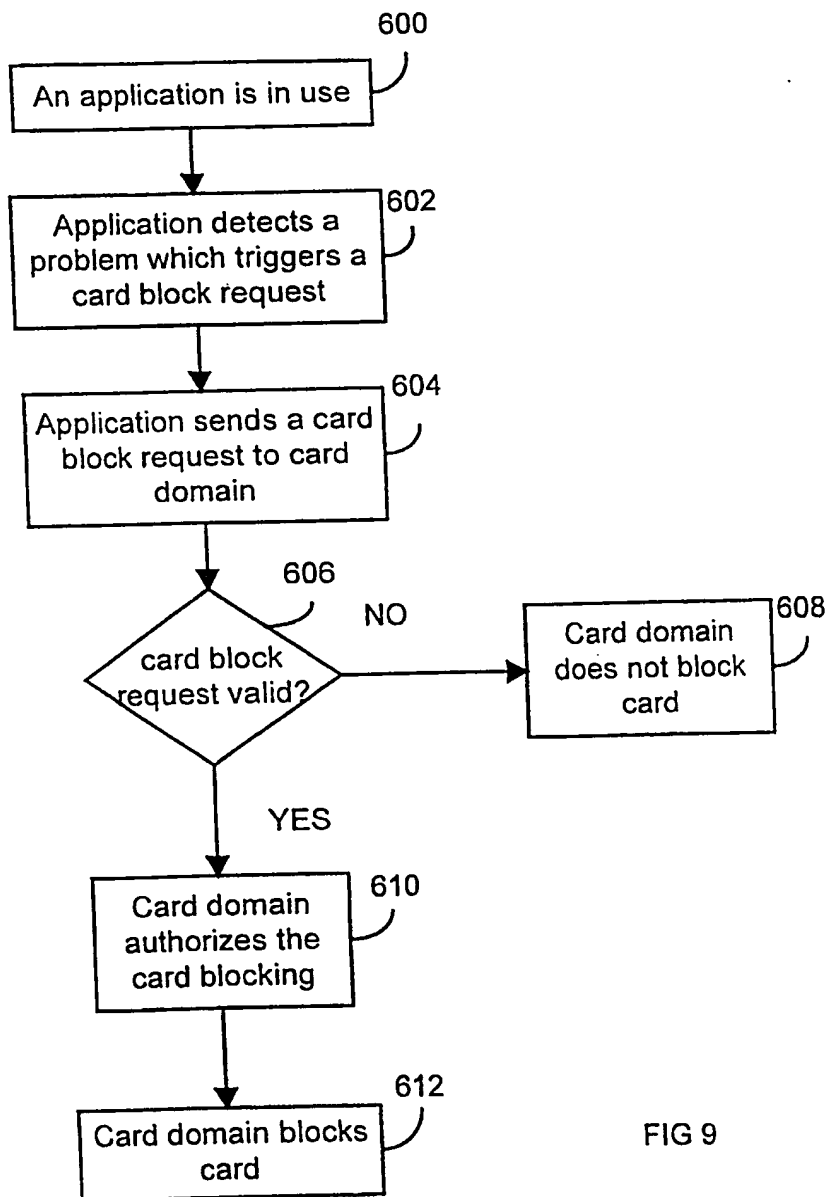 600
An application is in use
602
Application detects a
problem which triggers a
card block request
604
Application sends a card
block request to card
domain
606
card block
request valid?
NO
608
Card domain
does not block
card
YES
610
Card domain
authorizes the
card blocking
612
Card domain blocks
card
FIG 9